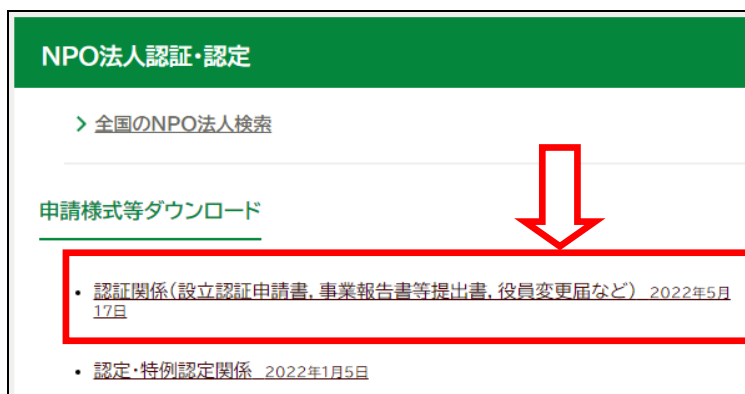 NPO法人認証・認定
全国のNPO法人検索
申請様式等ダウンロード
・認証関係(設立認証申請書, 事業報告書等提出書, 役員変更届など) 2022年5月
17日
・認定・特例認定関係 2022年1月5日